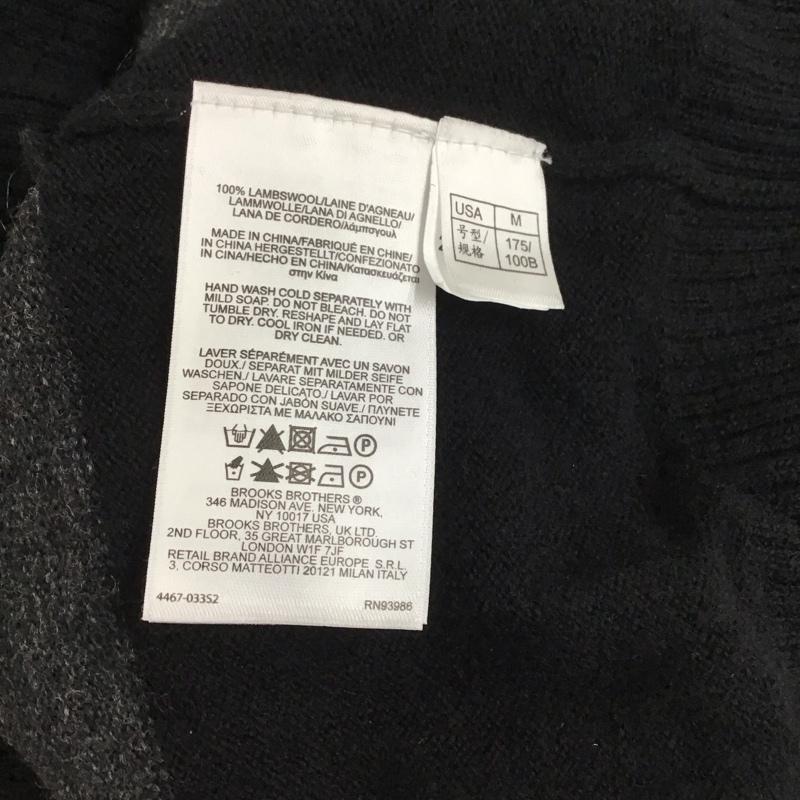 100% LAMBSWOOL/LAINE D'AGNEAU/
LAMMWOLLE/LANA DI AGNELLO/
LANA DE CORDERO/λάμπσγουλ
MADE IN CHINA/FABRIQUÉ EN CHINE/
IN CHINA HERGESTELLT/CONFEZIONATO
IN CINA/HECHO EN CHINA/Κατασκευάζεται
στην Κίνα
HAND WASH COLD SEPARATELY WITH
MILD SOAP. DO NOT BLEACH. DO NOT
TUMBLE DRY. RESHAPE AND LAY FLAT
TO DRY. COOL IRON IF NEEDED. OR
DRY CLEAN.
LAVER SÉPARÉMENT AVEC UN SAVON
DOUX./ SEPARAT MIT MILDER SEIFE
WASCHEN./ LAVARE SEPARATAMENTE CON
SAPONE DELICATO./ LAVAR POR
SEPARADO CON JABÓN SUAVE./ ΠΛΥΝΕΤΕ
ΞΕΧΩΡΙΣΤΑ ΜΕ ΜΑΛΑΚΟ ΣΑΠΟΥΝΙ
P
P
BROOKS BROTHERS ®
346 MADISON AVE. NEW YORK,
NY 10017 USA
BROOKS BROTHERS, UK LTD.
2ND FLOOR, 35 GREAT MARLBOROUGH ST
LONDON W1F 7JF
RETAIL BRAND ALLIANCE EUROPE S.R.L.
3, CORSO MATTEOTTI 20121 MILAN ITALY
4467-033S2 RN93986
USA M
号型/ 175/
规格 100B